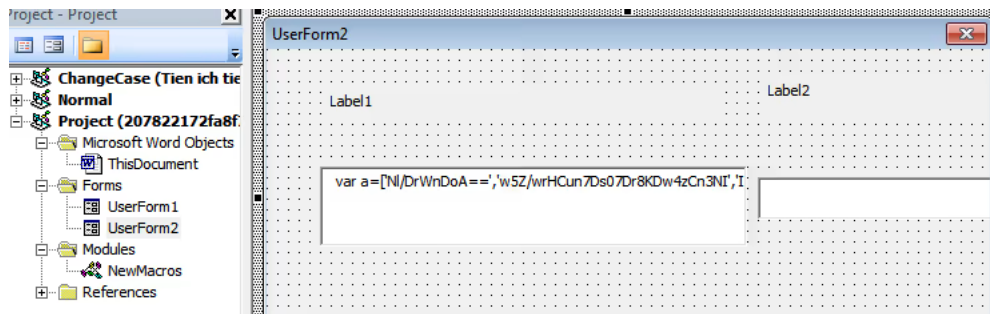 Project - Project
ChangeCase (Tien ich tie
Normal
Project (207822172fa8f
Microsoft Word Objects
ThisDocument
Forms
UserForm1
UserForm2
Modules
NewMacros
References
UserForm2
Label1
Label2
var a=['Nl/DrWnDoA==','w5Z/wrHCun7Ds07Dr8KDw4zCn3NI','I